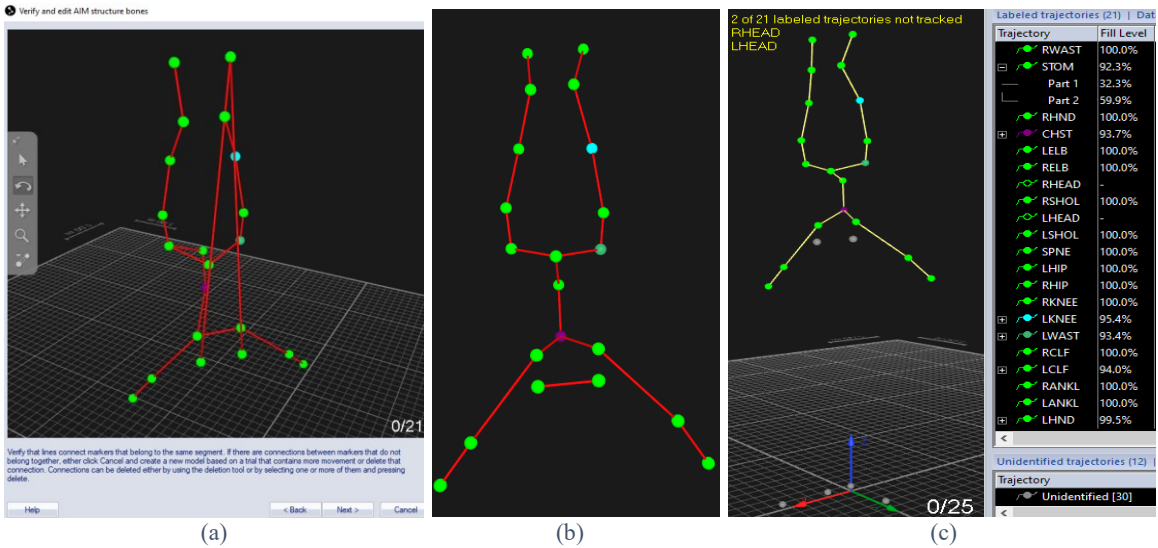 Verify and edit AIM structure bones
0/21
Verify that lines connect markers that belong to the same segment. If there are connections between markers that do not
belong together, either click Cancel and create a new model based on a trial that contains more movement or delete that
connection. Connections can be deleted either by using the deletion tool or by selecting one or more of them and pressing
delete.
Help
< Back
Next >
Cancel
(a)
(b)
2 of 21 labeled trajectories not tracked
RHEAD
LHEAD
0/25
(c)
Labeled trajectories (21) | Dat
Trajectory Fill Level
RWAST 100.0%
STOM 92.3%
Part 1 32.3%
Part 2 59.9%
RHND 100.0%
CHST 93.7%
LELB 100.0%
RELB 100.0%
RHEAD -
RSHOL 100.0%
LHEAD -
LSHOL 100.0%
SPNE 100.0%
LHIP 100.0%
RHIP 100.0%
RKNEE 100.0%
LKNEE 95.4%
LWAST 93.4%
RCLF 100.0%
LCLF 94.0%
RANKL 100.0%
LANKL 100.0%
LHND 99.5%
Unidentified trajectories (12) |
Trajectory
Unidentified [30]